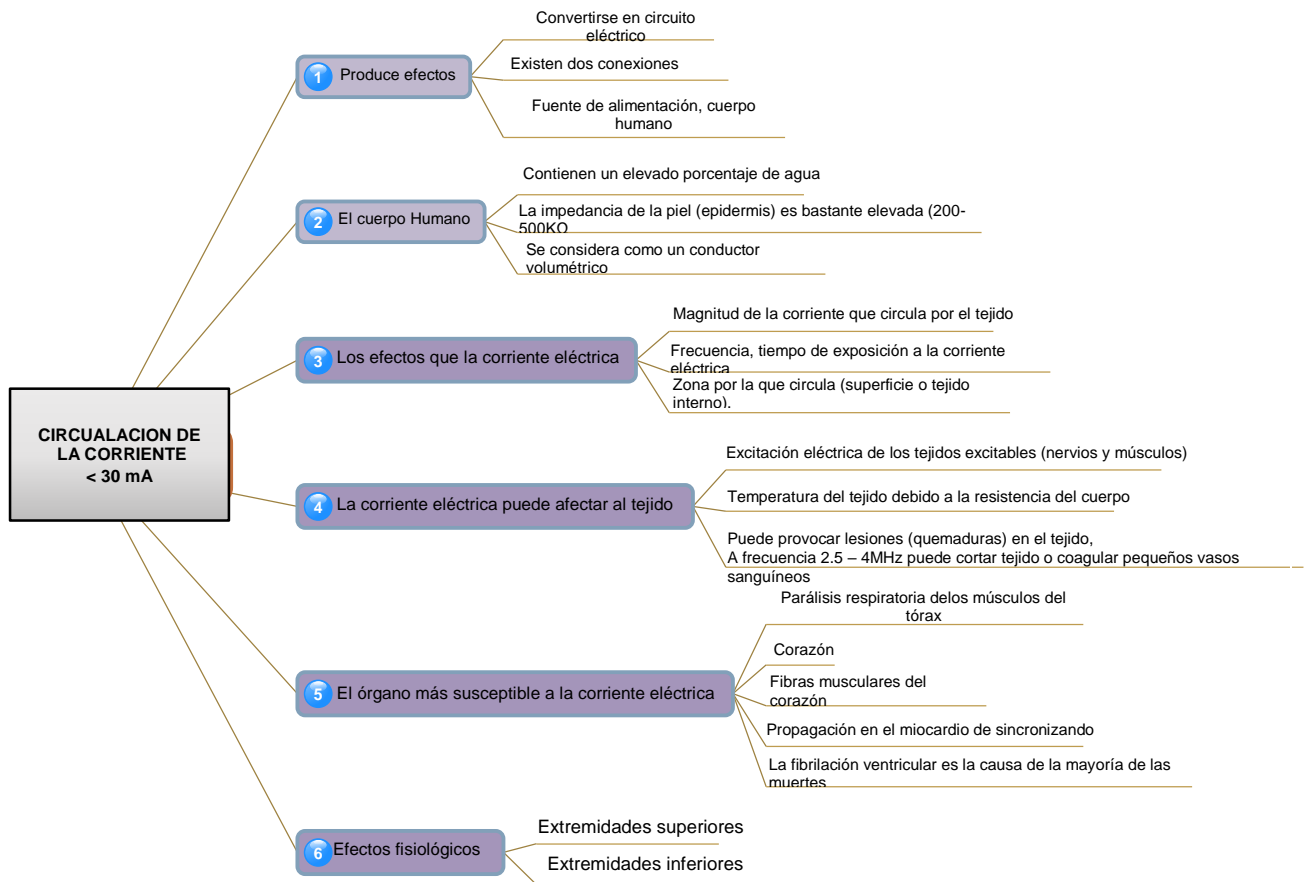 Convertirse en circuito
eléctrico
1 Produce efectos
Existen dos conexiones
Fuente de alimentación, cuerpo
humano
Contienen un elevado porcentaje de agua
2 El cuerpo Humano
La impedancia de la piel (epidermis) es bastante elevada (200-
500KΩ
Se considera como un conductor
volumétrico
Magnitud de la corriente que circula por el tejido
3 Los efectos que la corriente eléctrica
Frecuencia, tiempo de exposición a la corriente
eléctrica
Zona por la que circula (superficie o tejido
interno).
CIRCUALACION DE
LA CORRIENTE
< 30 mA
Excitación eléctrica de los tejidos excitables (nervios y músculos)
4 La corriente eléctrica puede afectar al tejido
Temperatura del tejido debido a la resistencia del cuerpo
Puede provocar lesiones (quemaduras) en el tejido,
A frecuencia 2.5 – 4MHz puede cortar tejido o coagular pequeños vasos
sanguíneos
Parálisis respiratoria delos músculos del
tórax
Corazón
5 El órgano más susceptible a la corriente eléctrica
Fibras musculares del
corazón
Propagación en el miocardio de sincronizando
La fibrilación ventricular es la causa de la mayoría de las
muertes
Extremidades superiores
6 Efectos fisiológicos
Extremidades inferiores